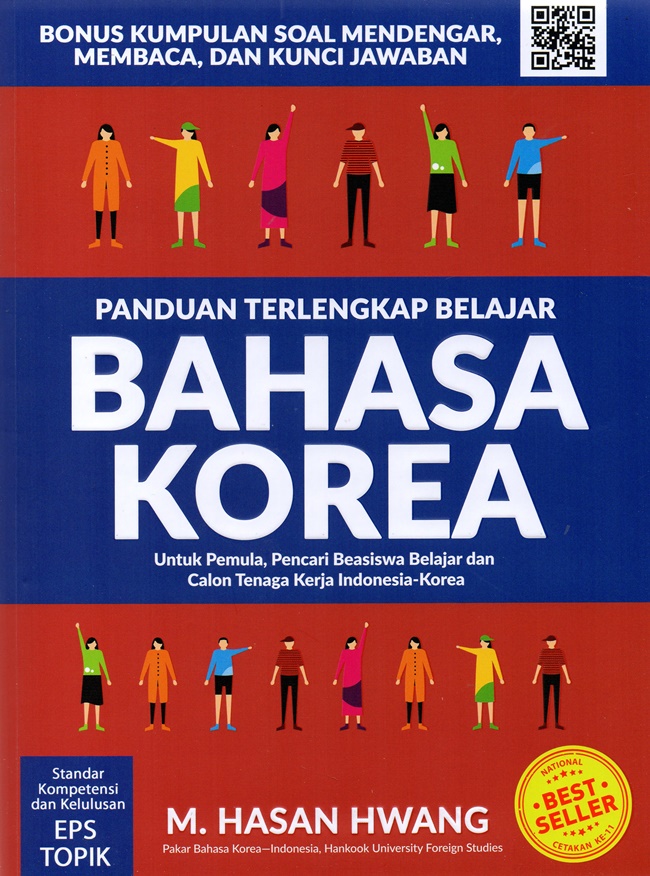 BONUS KUMPULAN SOAL MENDENGAR,
MEMBACA, DAN KUNCI JAWABAN
PANDUAN TERLENGKAP BELAJAR
BAHASA
KOREA
Untuk Pemula, Pencari Beasiswa Belajar dan
Calon Tenaga Kerja Indonesia-Korea
Standar
Kompetensi
dan Kelulusan
EPS
TOPIK
M. HASAN HWANG
Pakar Bahasa Korea—Indonesia, Hankook University Foreign Studies
NATIONAL
BEST
SELLER
CETAKAN KE-11